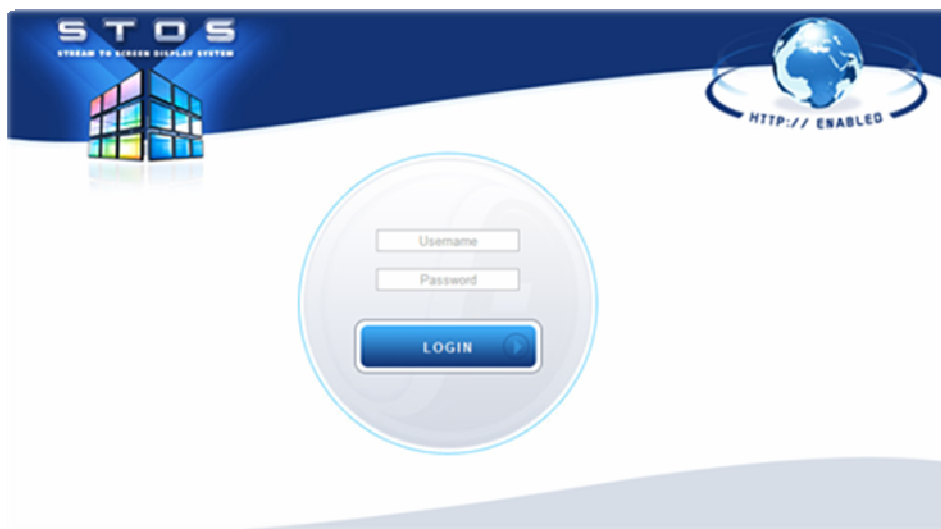 STOS
STREAM TO SCREEN DISPLAY SYSTEM
HTTP:// ENABLED
Username
Password
LOGIN